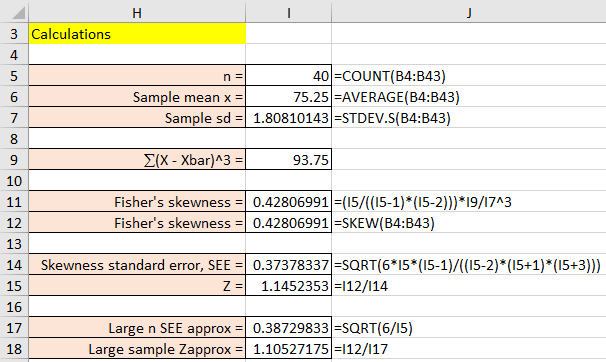 H I J
3 Calculations
4
5 n = 40 =COUNT(B4:B43)
6 Sample mean x = 75.25 =AVERAGE(B4:B43)
7 Sample sd = 1.80810143 =STDEV.S(B4:B43)
8
9 ∑(X - Xbar)^3 = 93.75
10
11 Fisher's skewness = 0.42806991 =(I5/((I5-1)*(I5-2)))*I9/I7^3
12 Fisher's skewness = 0.42806991 =SKEW(B4:B43)
13
14 Skewness standard error, SEE = 0.37378337 =SQRT(6*I5*(I5-1)/((I5-2)*(I5+1)*(I5+3)))
15 Z = 1.1452353 =I12/I14
16
17 Large n SEE approx = 0.38729833 =SQRT(6/I5)
18 Large sample Zapprox = 1.10527175 =I12/I17